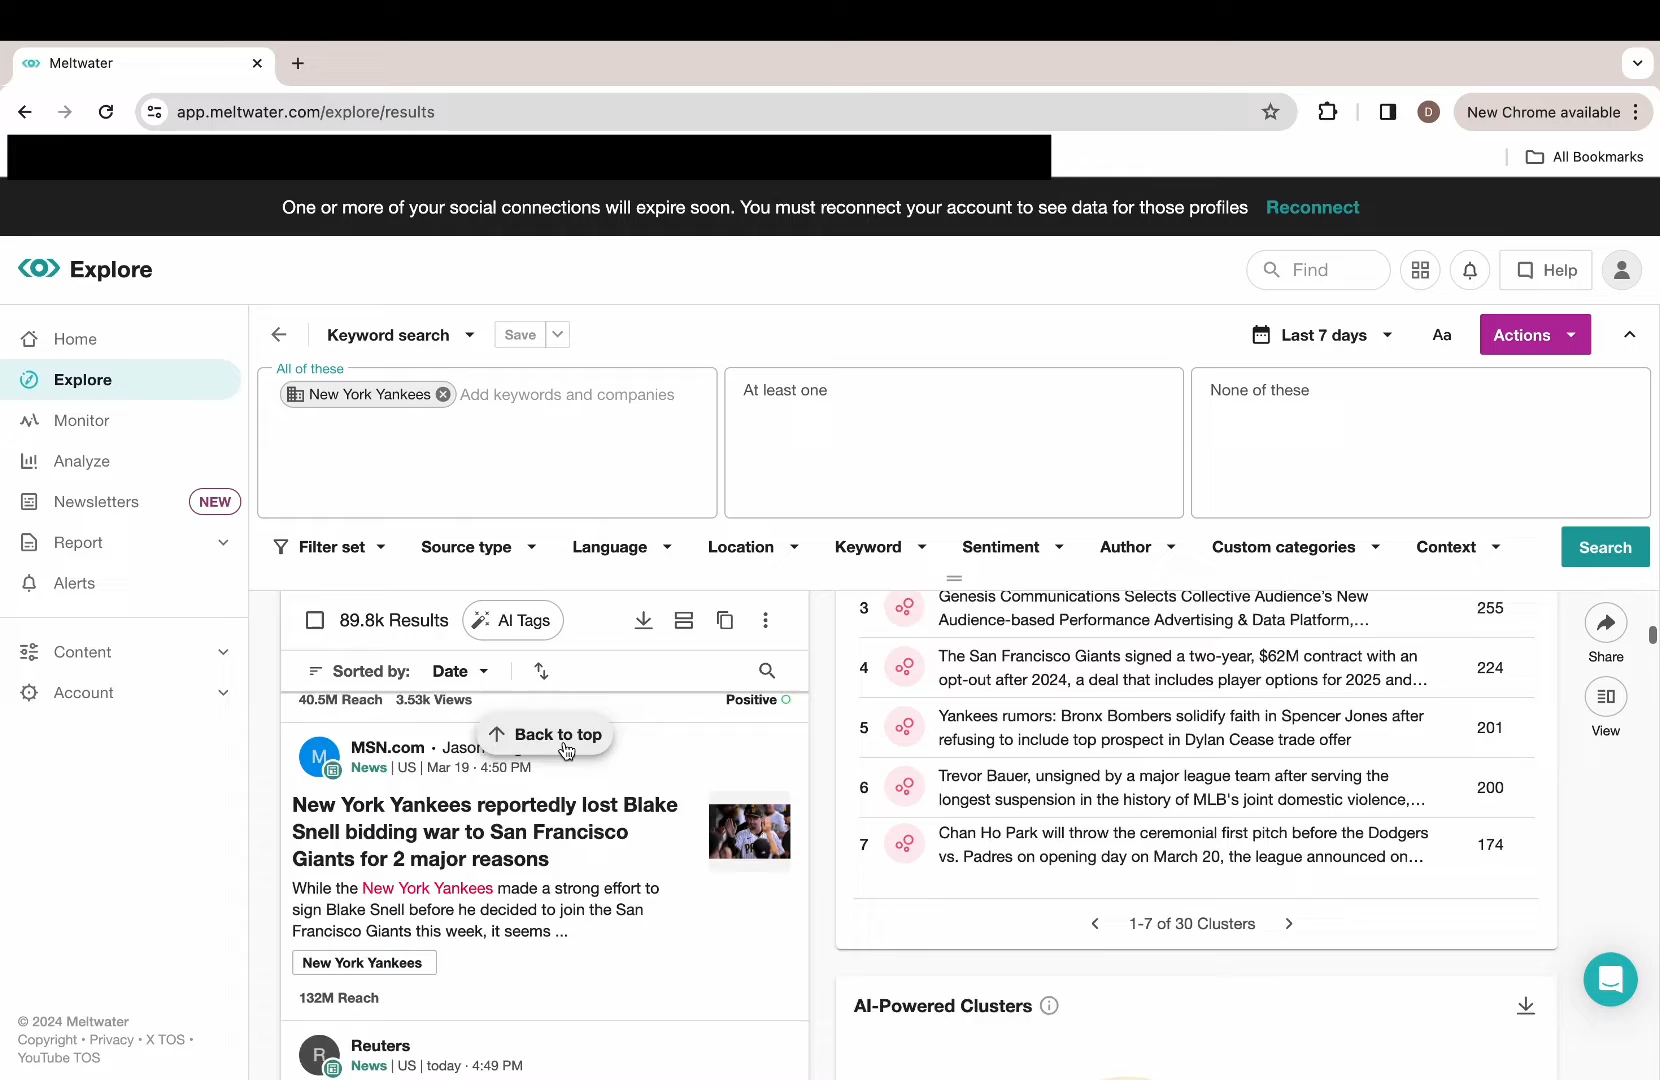 Meltwater
app.meltwater.com/explore/results
D
New Chrome available
All Bookmarks
One or more of your social connections will expire soon. You must reconnect your account to see data for those profiles Reconnect
Explore
Find
Help
Home
Explore
Monitor
Analyze
Newsletters NEW
Report
Alerts
Content
Account
© 2024 Meltwater
Copyright • Privacy • X TOS •
YouTube TOS
Keyword search
Save
Last 7 days
Aa
Actions
All of these
New York Yankees Add keywords and companies
At least one
None of these
Filter set
Source type
Language
Location
Keyword
Sentiment
Author
Custom categories
Context
Search
89.8k Results
AI Tags
Sorted by: Date
40.5M Reach 3.53k Views Positive
Back to top
M
MSN.com · Jason
News | US | Mar 19 · 4:50 PM
New York Yankees reportedly lost Blake
Snell bidding war to San Francisco
Giants for 2 major reasons
While the New York Yankees made a strong effort to
sign Blake Snell before he decided to join the San
Francisco Giants this week, it seems ...
New York Yankees
132M Reach
R
Reuters
News | US | today · 4:49 PM
3 Genesis Communications Selects Collective Audience's New
Audience-based Performance Advertising & Data Platform,... 255
4 The San Francisco Giants signed a two-year, $62M contract with an
opt-out after 2024, a deal that includes player options for 2025 and... 224
5 Yankees rumors: Bronx Bombers solidify faith in Spencer Jones after
refusing to include top prospect in Dylan Cease trade offer 201
6 Trevor Bauer, unsigned by a major league team after serving the
longest suspension in the history of MLB's joint domestic violence,... 200
7 Chan Ho Park will throw the ceremonial first pitch before the Dodgers
vs. Padres on opening day on March 20, the league announced on... 174
1-7 of 30 Clusters
AI-Powered Clusters
Share
View